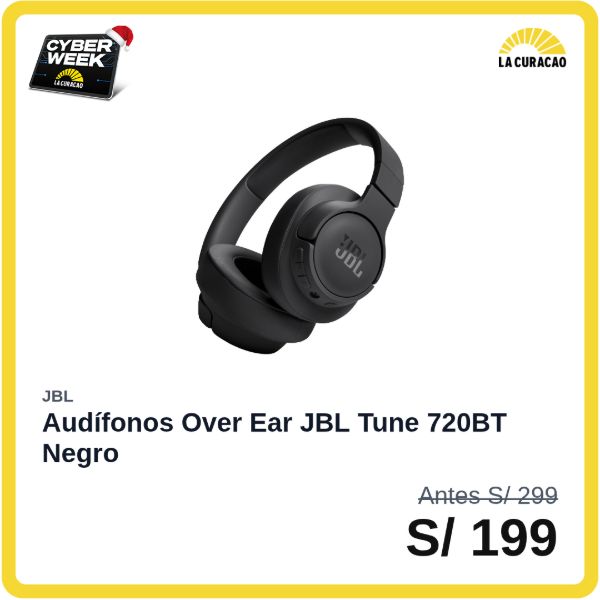 CYBER
WEEK
LA CURACAO
LA CURACAO
JBL
JBL
Audífonos Over Ear JBL Tune 720BT
Negro
Antes S/ 299
S/ 199